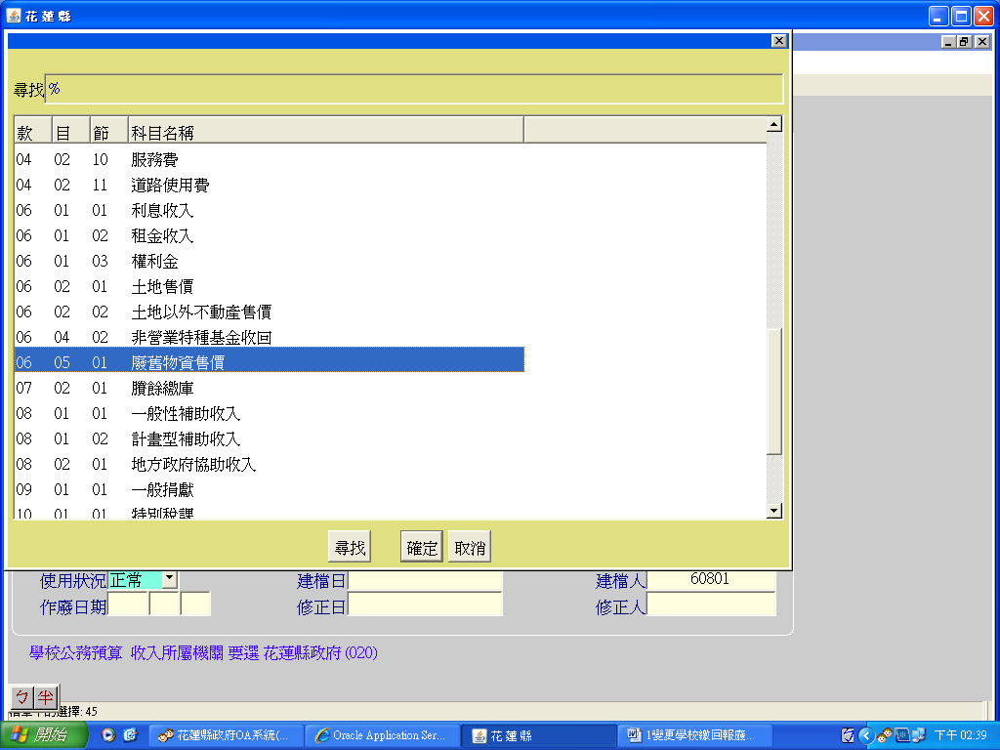 花蓮縣
尋找 %
款 目 節 科目名稱
04 02 10 服務費
04 02 11 道路使用費
06 01 01 利息收入
06 01 02 租金收入
06 01 03 權利金
06 02 01 土地售價
06 02 02 土地以外不動產售價
06 04 02 非營業特種基金收回
06 05 01 廢舊物資售價
07 02 01 賸餘繳庫
08 01 01 一般性補助收入
08 01 02 計畫型補助收入
08 02 01 地方政府協助收入
09 01 01 一般捐獻
10 01 01 特別稅課
尋找 確定 取消
使用狀況 正常 建檔日 建檔人 60801
作廢日期 修正日 修正人
學校公務預算 收入所屬機關 要選 花蓮縣政府 (020)
ㄅ 半
的選擇: 45
開始 花蓮縣政府OA系統(... Oracle Application Ser... 花蓮縣 1變更學校繳回報廢... 下午 02:39